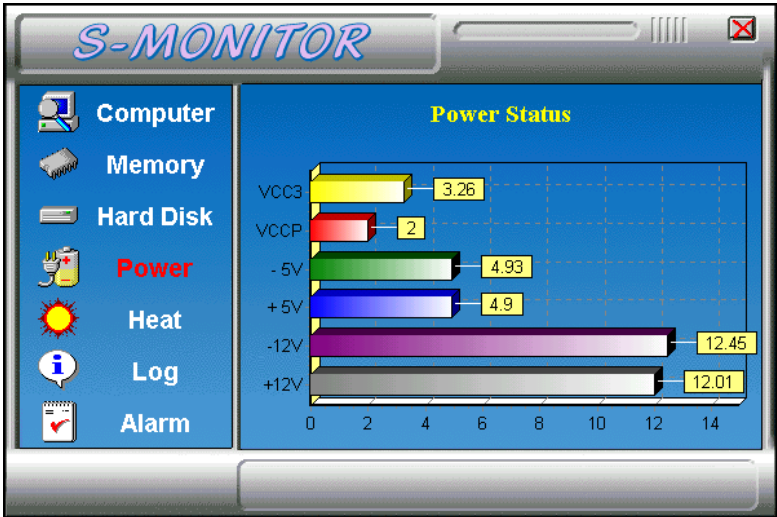 S-MONITOR
Computer
Memory
Hard Disk
Power
Heat
Log
Alarm
Power Status
VCC3 3.26
VCCP 2
- 5V 4.93
+ 5V 4.9
-12V 12.45
+12V 12.01
0 2 4 6 8 10 12 14